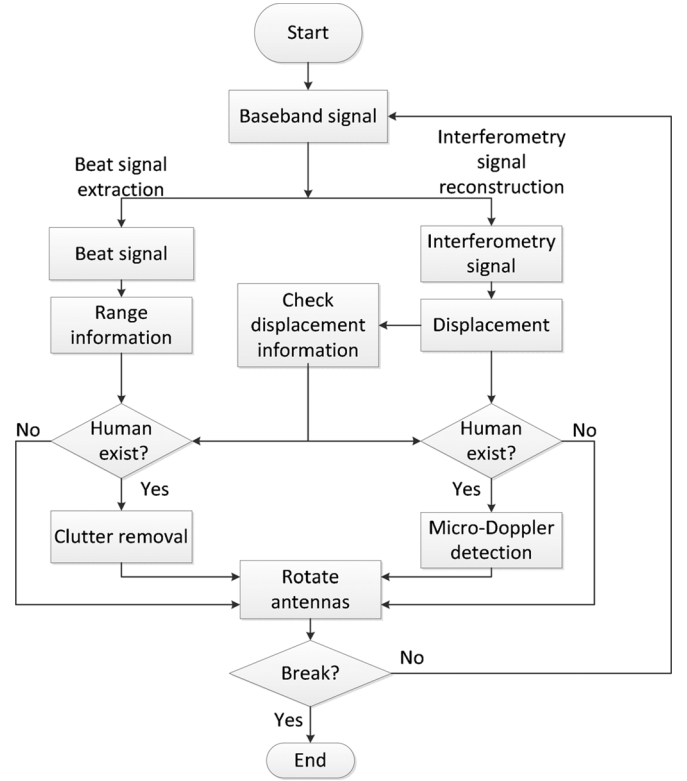 Start
Baseband signal
Beat signal
extraction
Interferometry
signal
reconstruction
Beat signal
Interferometry
signal
Range
information
Check
displacement
information
Displacement
No
Human
exist?
Human
exist?
No
Yes
Yes
Clutter removal
Micro-Doppler
detection
Rotate
antennas
Break?
No
Yes
End